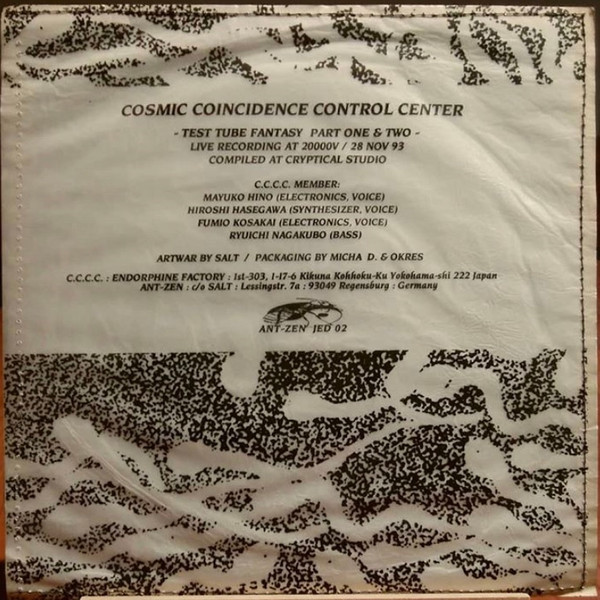 COSMIC COINCIDENCE CONTROL CENTER
- TEST TUBE FANTASY PART ONE & TWO -
LIVE RECORDING AT 20000V / 28 NOV 93
COMPILED AT CRYPTICAL STUDIO
C.C.C.C. MEMBER:
MAYUKO HINO (ELECTRONICS, VOICE)
HIROSHI HASEGAWA (SYNTHESIZER, VOICE)
FUMIO KOSAKAI (ELECTRONICS, VOICE)
RYUICHI NAGAKUBO (BASS)
ARTWAR BY SALT / PACKAGING BY MICHA D. & OKRES
C.C.C.C. : ENDORPHINE FACTORY : 1st-303, 1-17-6 Kikuna Kohhoku-Ku Yokohama-shi 222 Japan
ANT-ZEN : c/o SALT : Lessingstr. 7a : 93049 Regensburg : Germany
ANT-ZEN JED 02